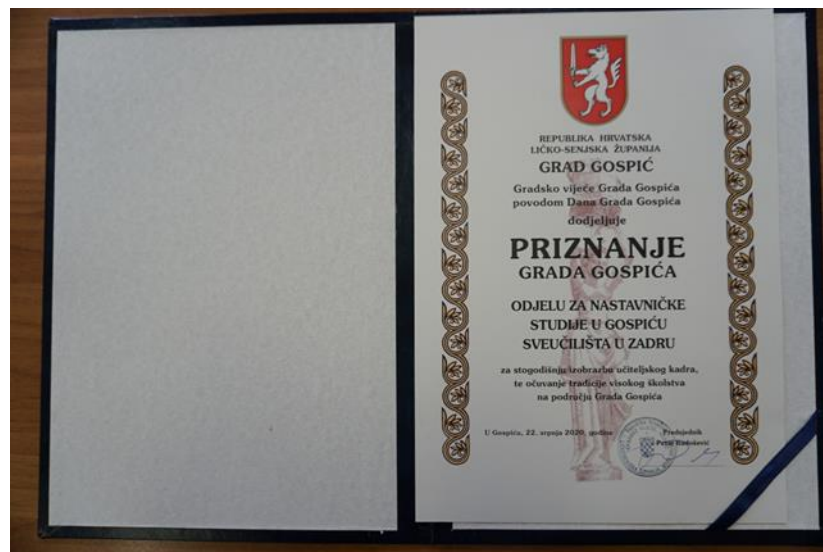 REPUBLIKA HRVATSKA
LIČKO-SENJSKA ŽUPANIJA
GRAD GOSPIĆ
Gradsko vijeće Grada Gospića
povodom Dana Grada Gospića
dodjeljuje
PRIZNANJE
GRADA GOSPIĆA
ODJELU ZA NASTAVNIČKE
STUDIJE U GOSPIĆU
SVEUČILIŠTA U ZADRU
za stogodišnju izobrazbu učiteljskog kadra,
te očuvanje tradicije visokog školstva
na području Grada Gospića
U Gospiću, 22. srpnja 2020. godine
Predsjednik
Petar Radošević